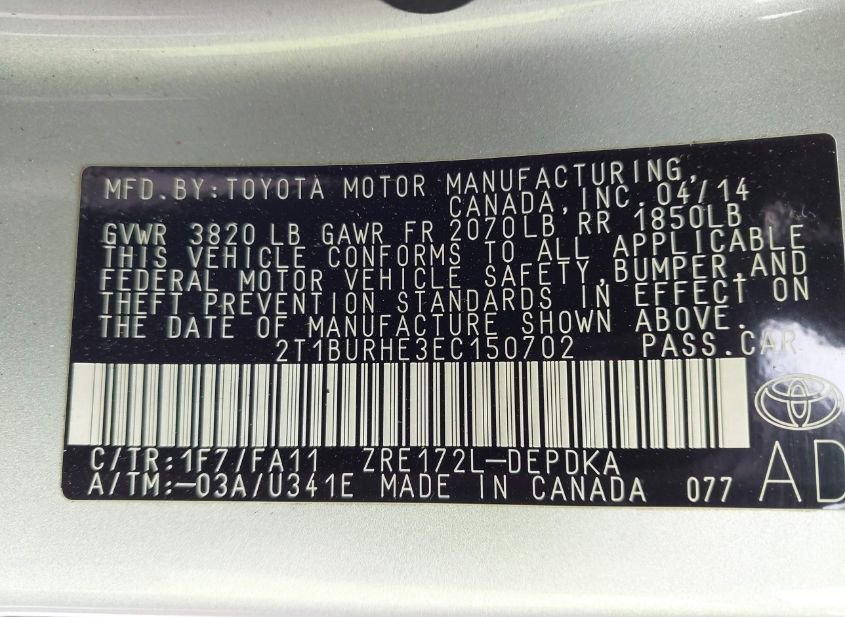 MFD.BY:TOYOTA MOTOR MANUFACTURING,
CANADA,INC. 04/14
GVWR 3820 LB GAWR FR 2070LB RR 1850LB
THIS VEHICLE CONFORMS TO ALL APPLICABLE
FEDERAL MOTOR VEHICLE SAFETY,BUMPER,AND
THEFT PREVENTION STANDARDS IN EFFECT ON
THE DATE OF MANUFACTURE SHOWN ABOVE.
2T1BURHE3EC150702 PASS.CAR
C/TR:1F7/FA11 ZRE172L-DEPDKA
A/TM:-03A/U341E MADE IN CANADA 077 AD